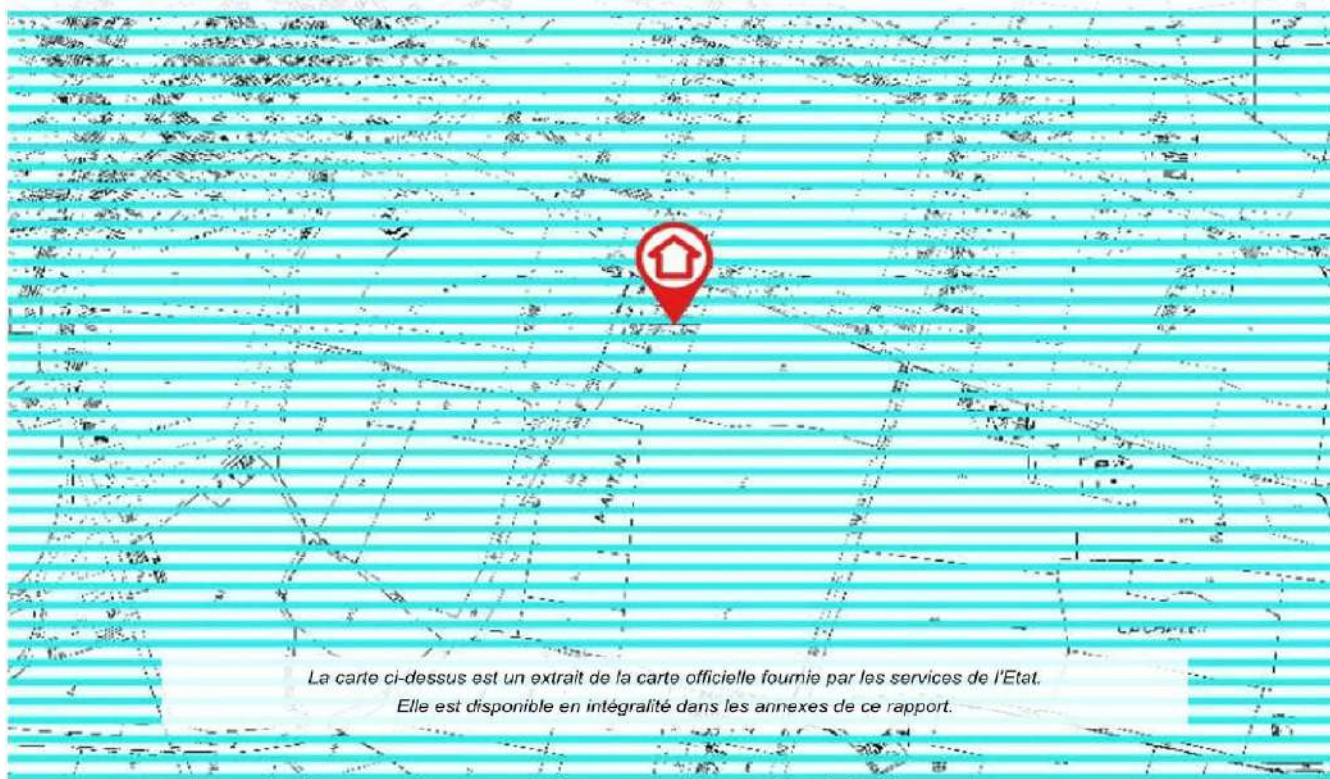 La carte ci-dessus est un extrait de la carte officielle fournie par les services de l'Etat.
Elle est disponible en intégralité dans les annexes de ce rapport.